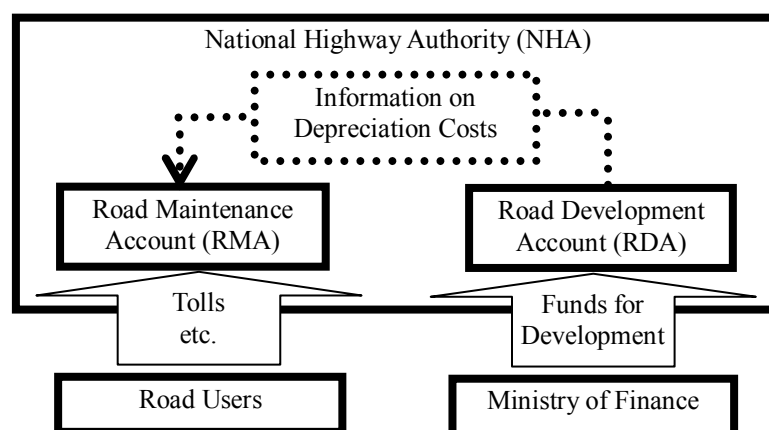 National Highway Authority (NHA)
Information on
Depreciation Costs
Road Maintenance
Account (RMA)
Road Development
Account (RDA)
Tolls
etc.
Funds for
Development
Road Users
Ministry of Finance